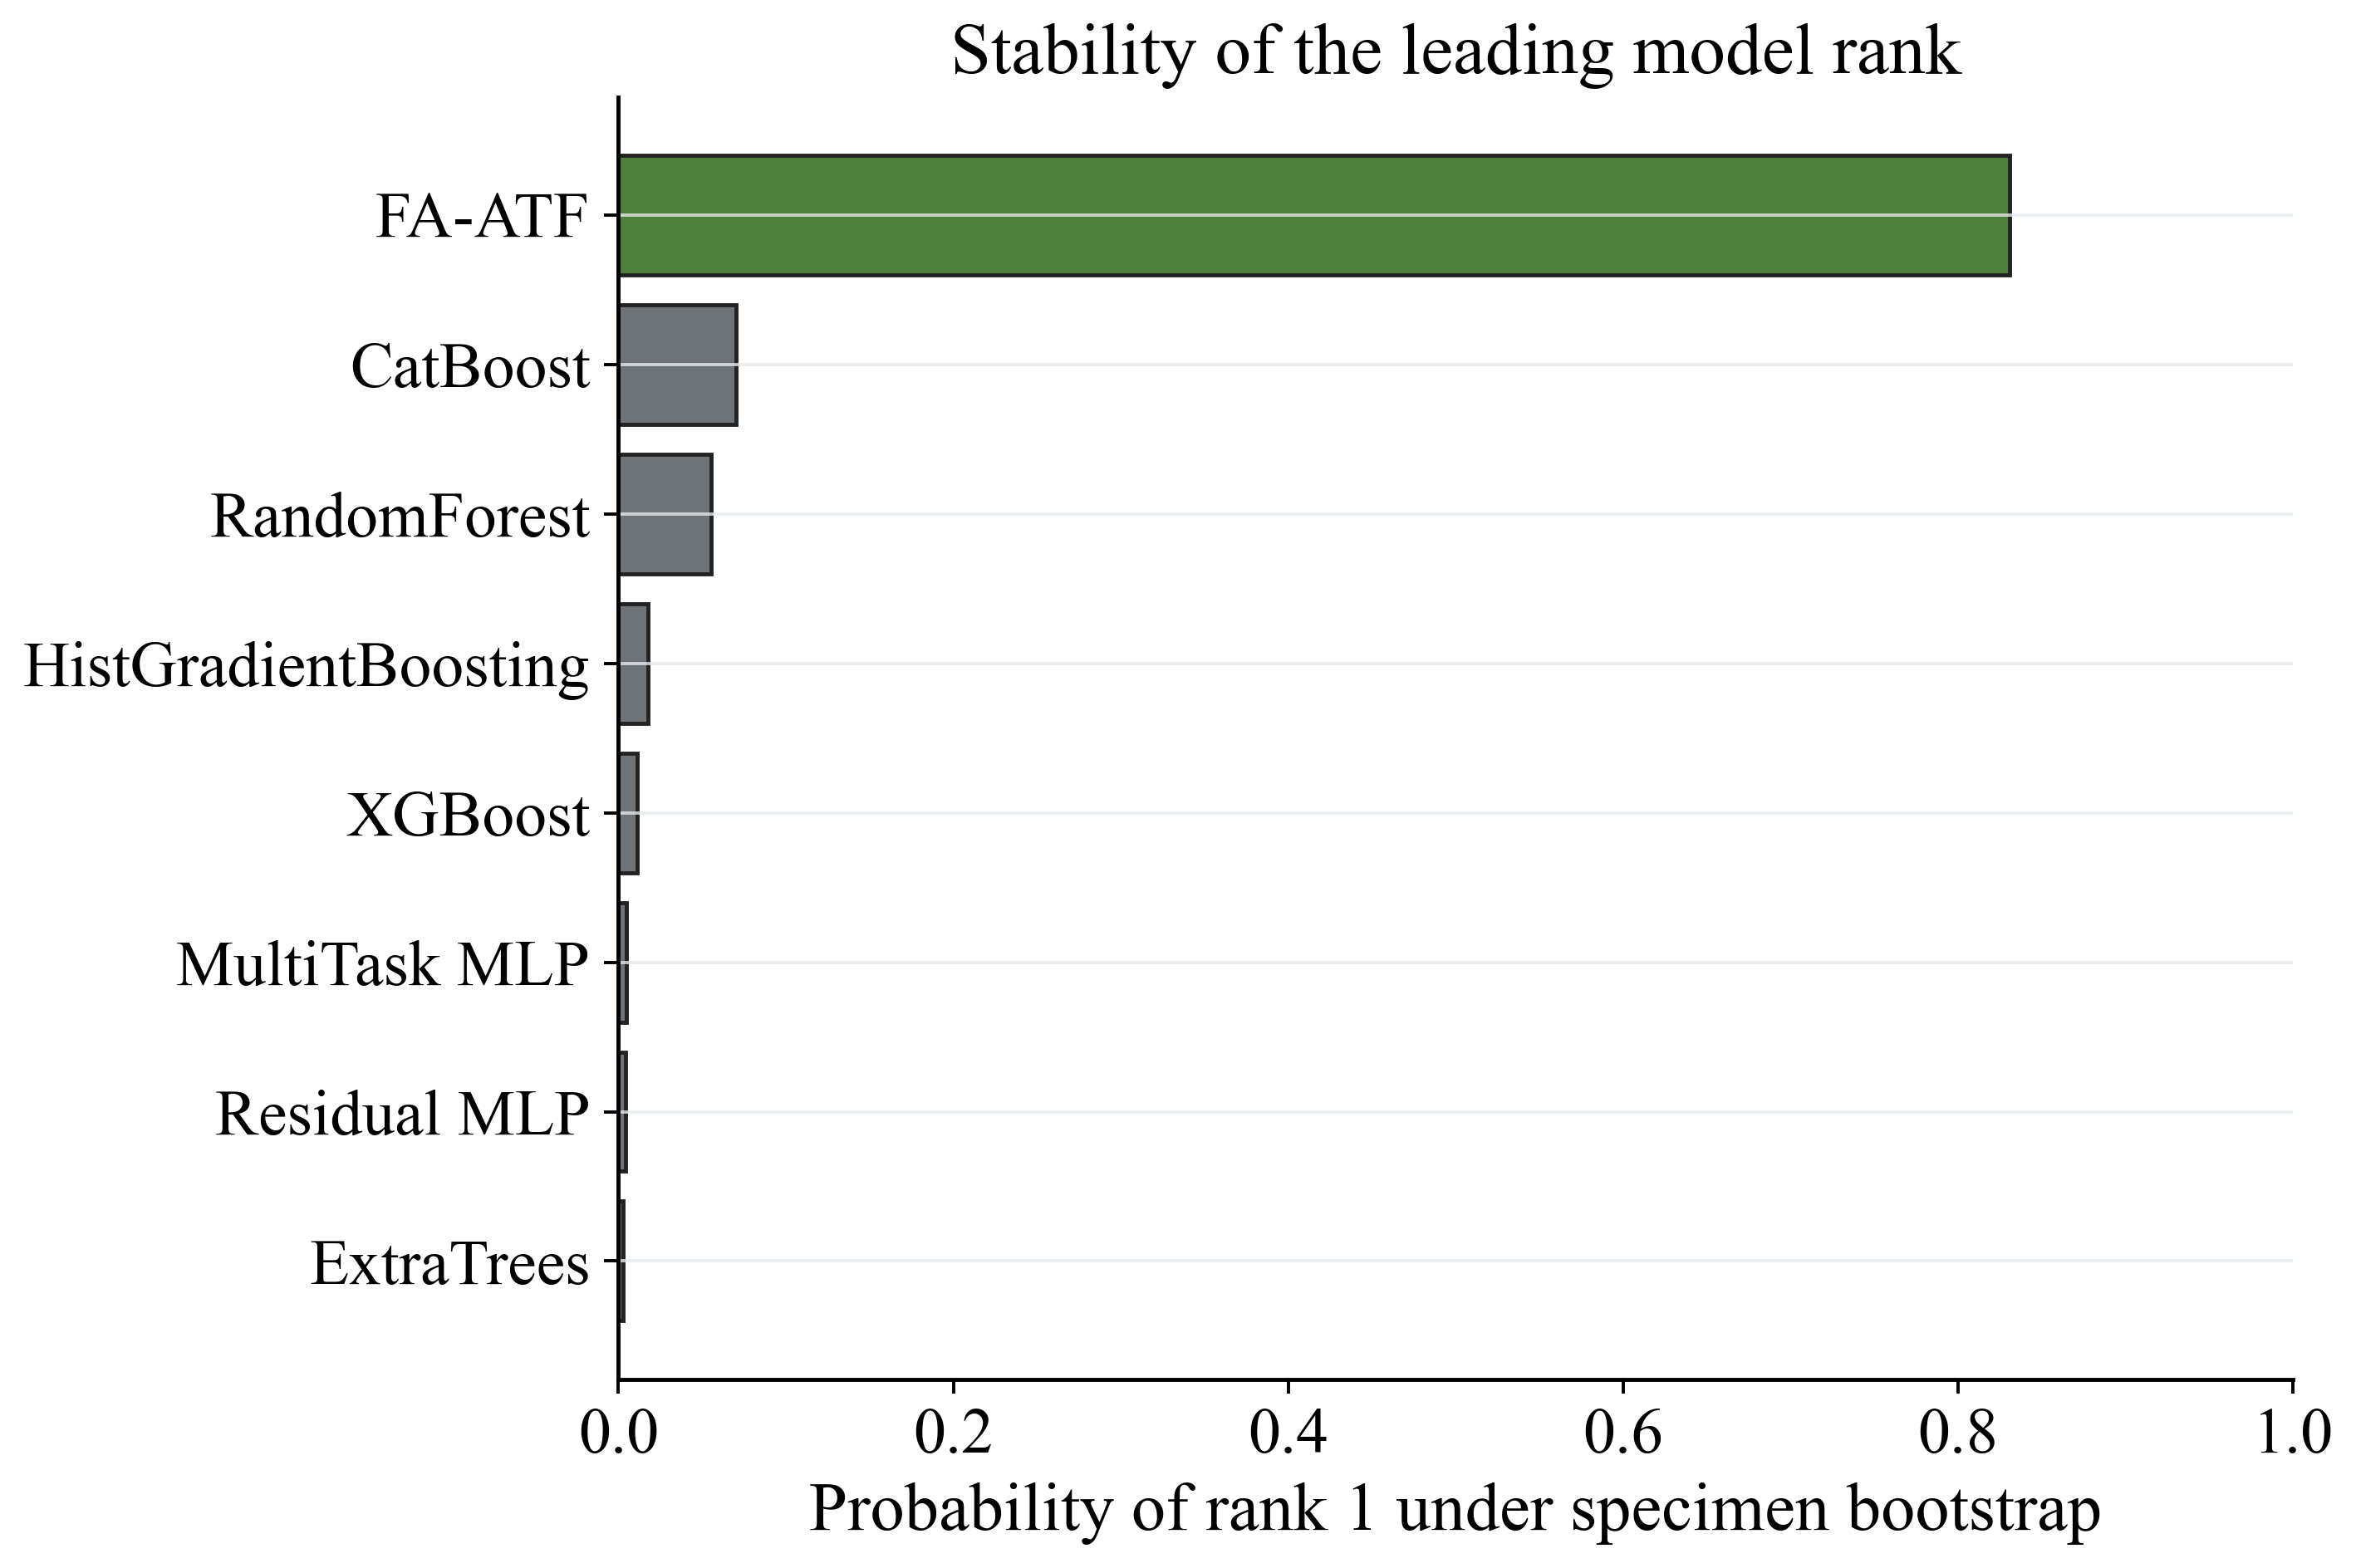 Stability of the leading model rank
FA-ATF
CatBoost
RandomForest
HistGradientBoosting
XGBoost
MultiTask MLP
Residual MLP
ExtraTrees
0.0 0.2 0.4 0.6 0.8 1.0
Probability of rank 1 under specimen bootstrap